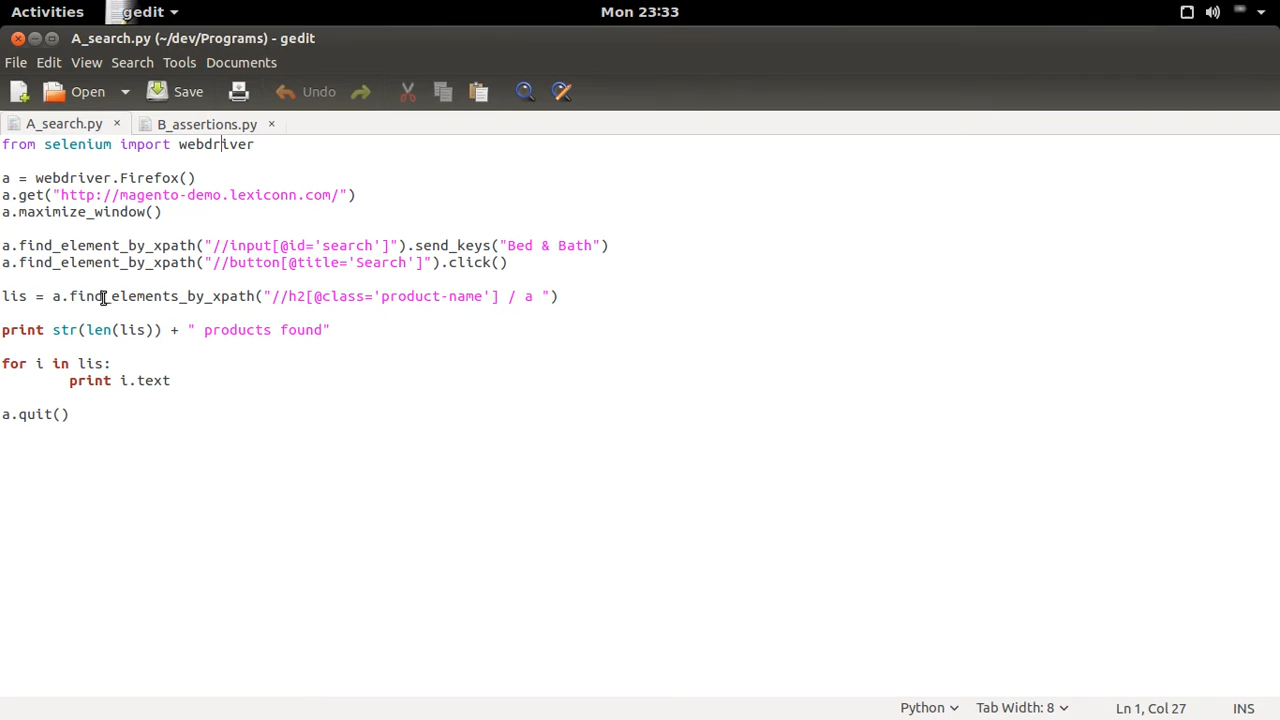 Activities gedit Mon 23:33
A_search.py (~/dev/Programs) - gedit
File Edit View Search Tools Documents
Open Save Undo
A_search.py × B_assertions.py ×
from selenium import webdriver
a = webdriver.Firefox()
a.get("http://magento-demo.lexiconn.com/")
a.maximize_window()
a.find_element_by_xpath("//input[@id='search']").send_keys("Bed & Bath")
a.find_element_by_xpath("//button[@title='Search']").click()
lis = a.find_elements_by_xpath("//h2[@class='product-name'] / a ")
print str(len(lis)) + " products found"
for i in lis:
        print i.text
a.quit()
Python Tab Width: 8 Ln 1, Col 27 INS